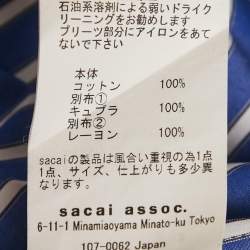 石油系溶剤による弱いドライク
リーニングをお勧めします
プリーツ部分にアイロンをあて
ないで下さい
本体
コットン 100%
別布①
キュプラ 100%
別布②
レーヨン 100%
sacaiの製品は風合い重視の為1点
1点、サイズ、仕上がりも多少異
なります。
sacai assoc.
6-11-1 Minamiaoyama Minato-ku Tokyo
107-0062 Japan